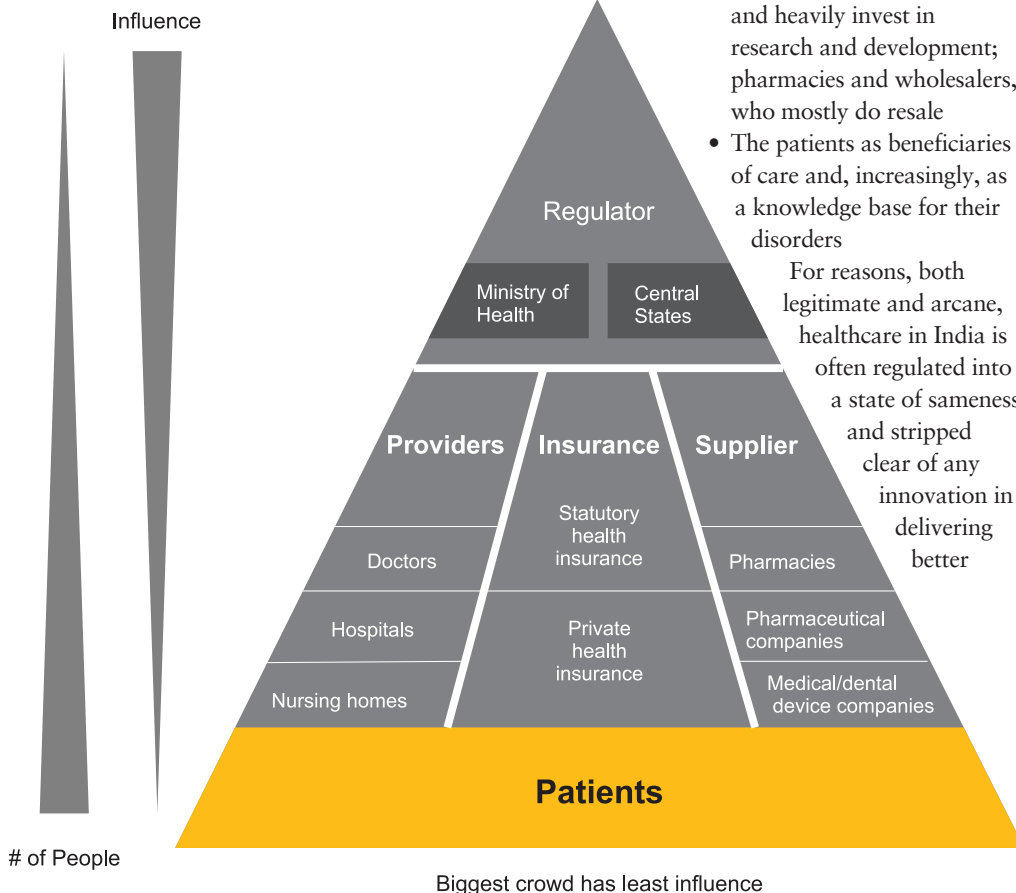 Influence
and heavily invest in
research and development;
pharmacies and wholesalers,
who mostly do resale
• The patients as beneficiaries
of care and, increasingly, as
a knowledge base for their
disorders
For reasons, both
legitimate and arcane,
healthcare in India is
often regulated into
a state of sameness
and stripped
clear of any
innovation in
delivering
better
Regulator
Ministry of
Health
Central
States
Providers
Doctors
Hospitals
Nursing homes
Insurance
Statutory
health
insurance
Private
health
insurance
Supplier
Pharmacies
Pharmaceutical
companies
Medical/dental
device companies
Patients
# of People
Biggest crowd has least influence